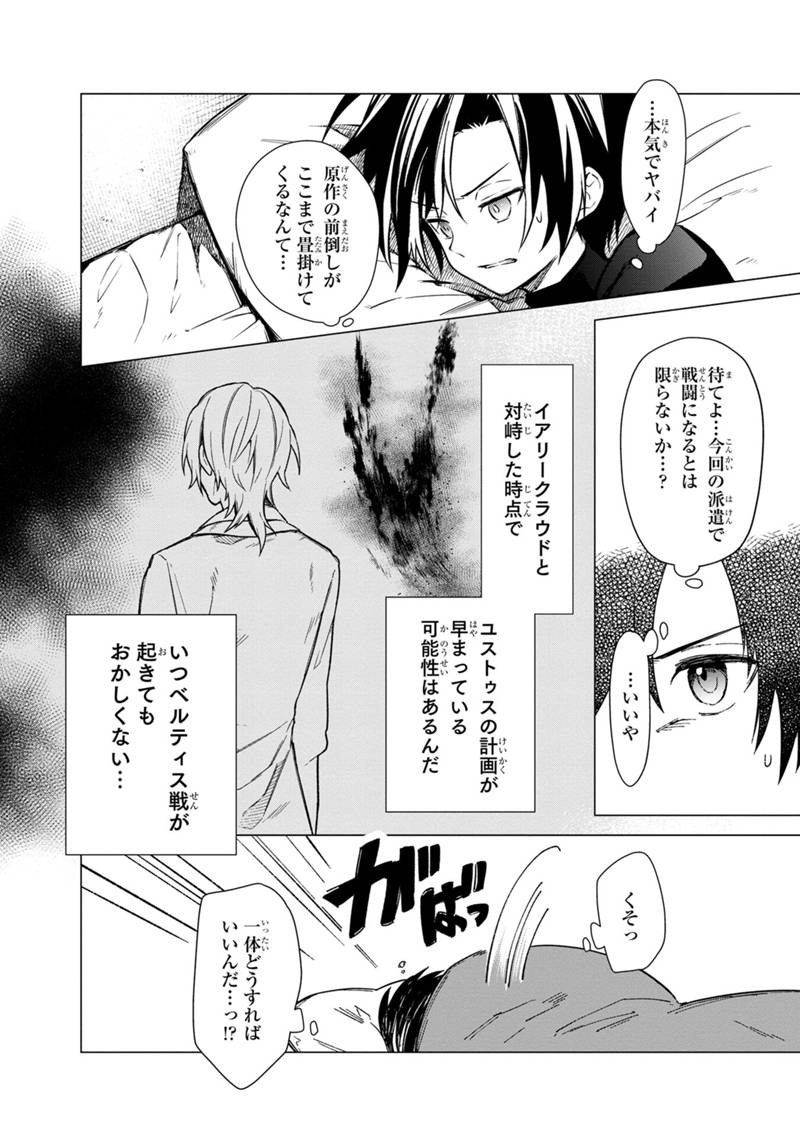 …本気でヤバイ
原作の前倒しが
ここまで畳掛けて
くるなんて…
待てよ…今回の派遣で
戦闘になるとは
限らないか…?
…いいや
イアリークラウドと
対峙した時点で
ユストゥスの計画が
早まっている
可能性はあるんだ
いつベルティス戦が
起きても
おかしくない…
くそっ
がばっ
一体どうすれば
いいんだ…っ!?